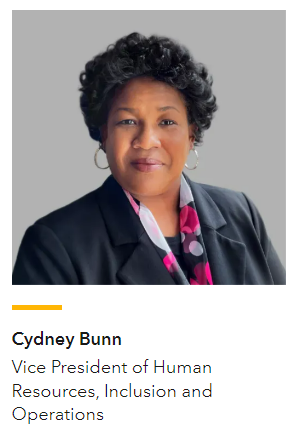 Cydney Bunn
Vice President of Human
Resources, Inclusion and
Operations